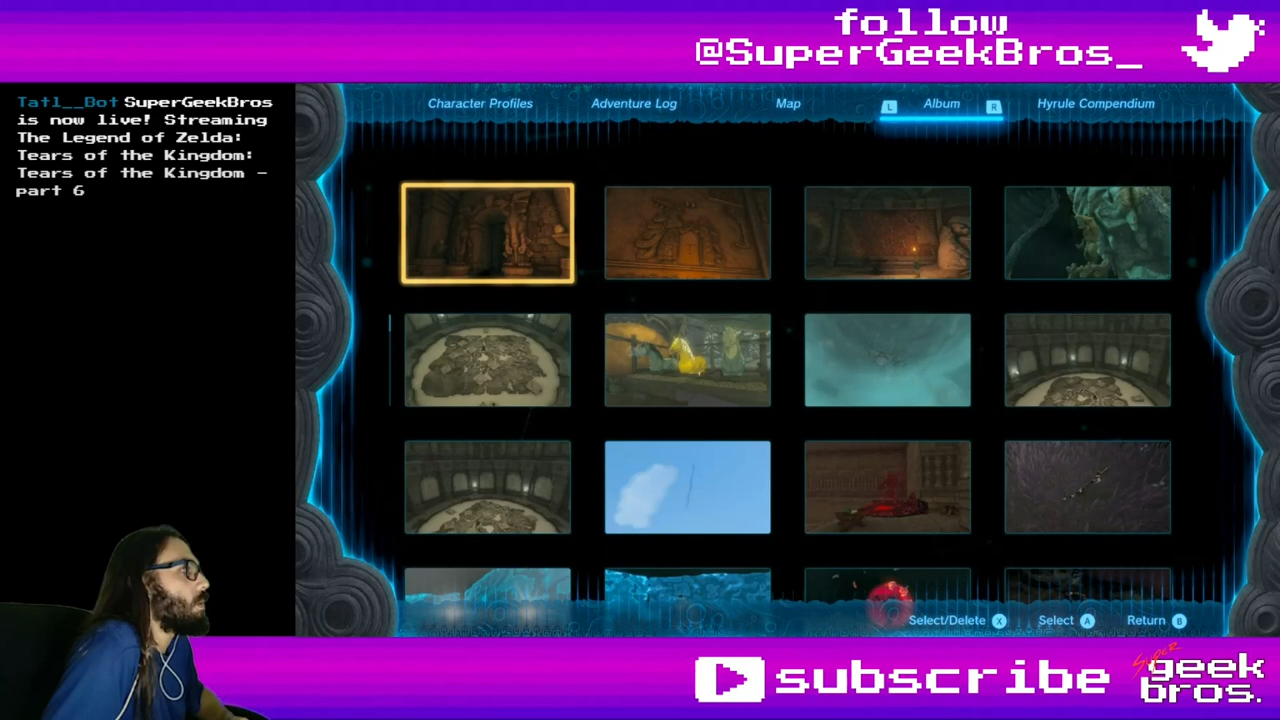 follow
@SuperGeekBros_
Tatl__Bot SuperGeekBros
is now live! Streaming
The Legend of Zelda:
Tears of the Kingdom:
Tears of the Kingdom -
part 6
Character Profiles
Adventure Log
Map
L
Album
R
Hyrule Compendium
Select/Delete X
Select A
Return B
subscribe
Super
geek
bros.